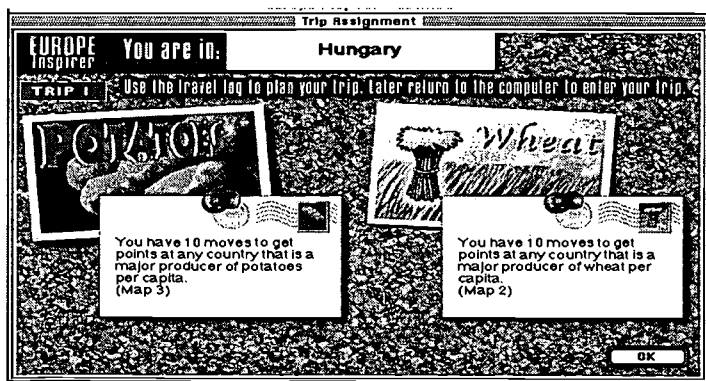 Trip Assignment
EUROPE
Inspirer
You are in:
Hungary
TRIP 1
Use the travel log to plan your trip. Later return to the computer to enter your trip.
POTATOES
Wheat
You have 10 moves to get
points at any country that is a
major producer of potatoes
per capita.
(Map 3)
You have 10 moves to get
points at any country that is a
major producer of wheat per
capita.
(Map 2)
OK